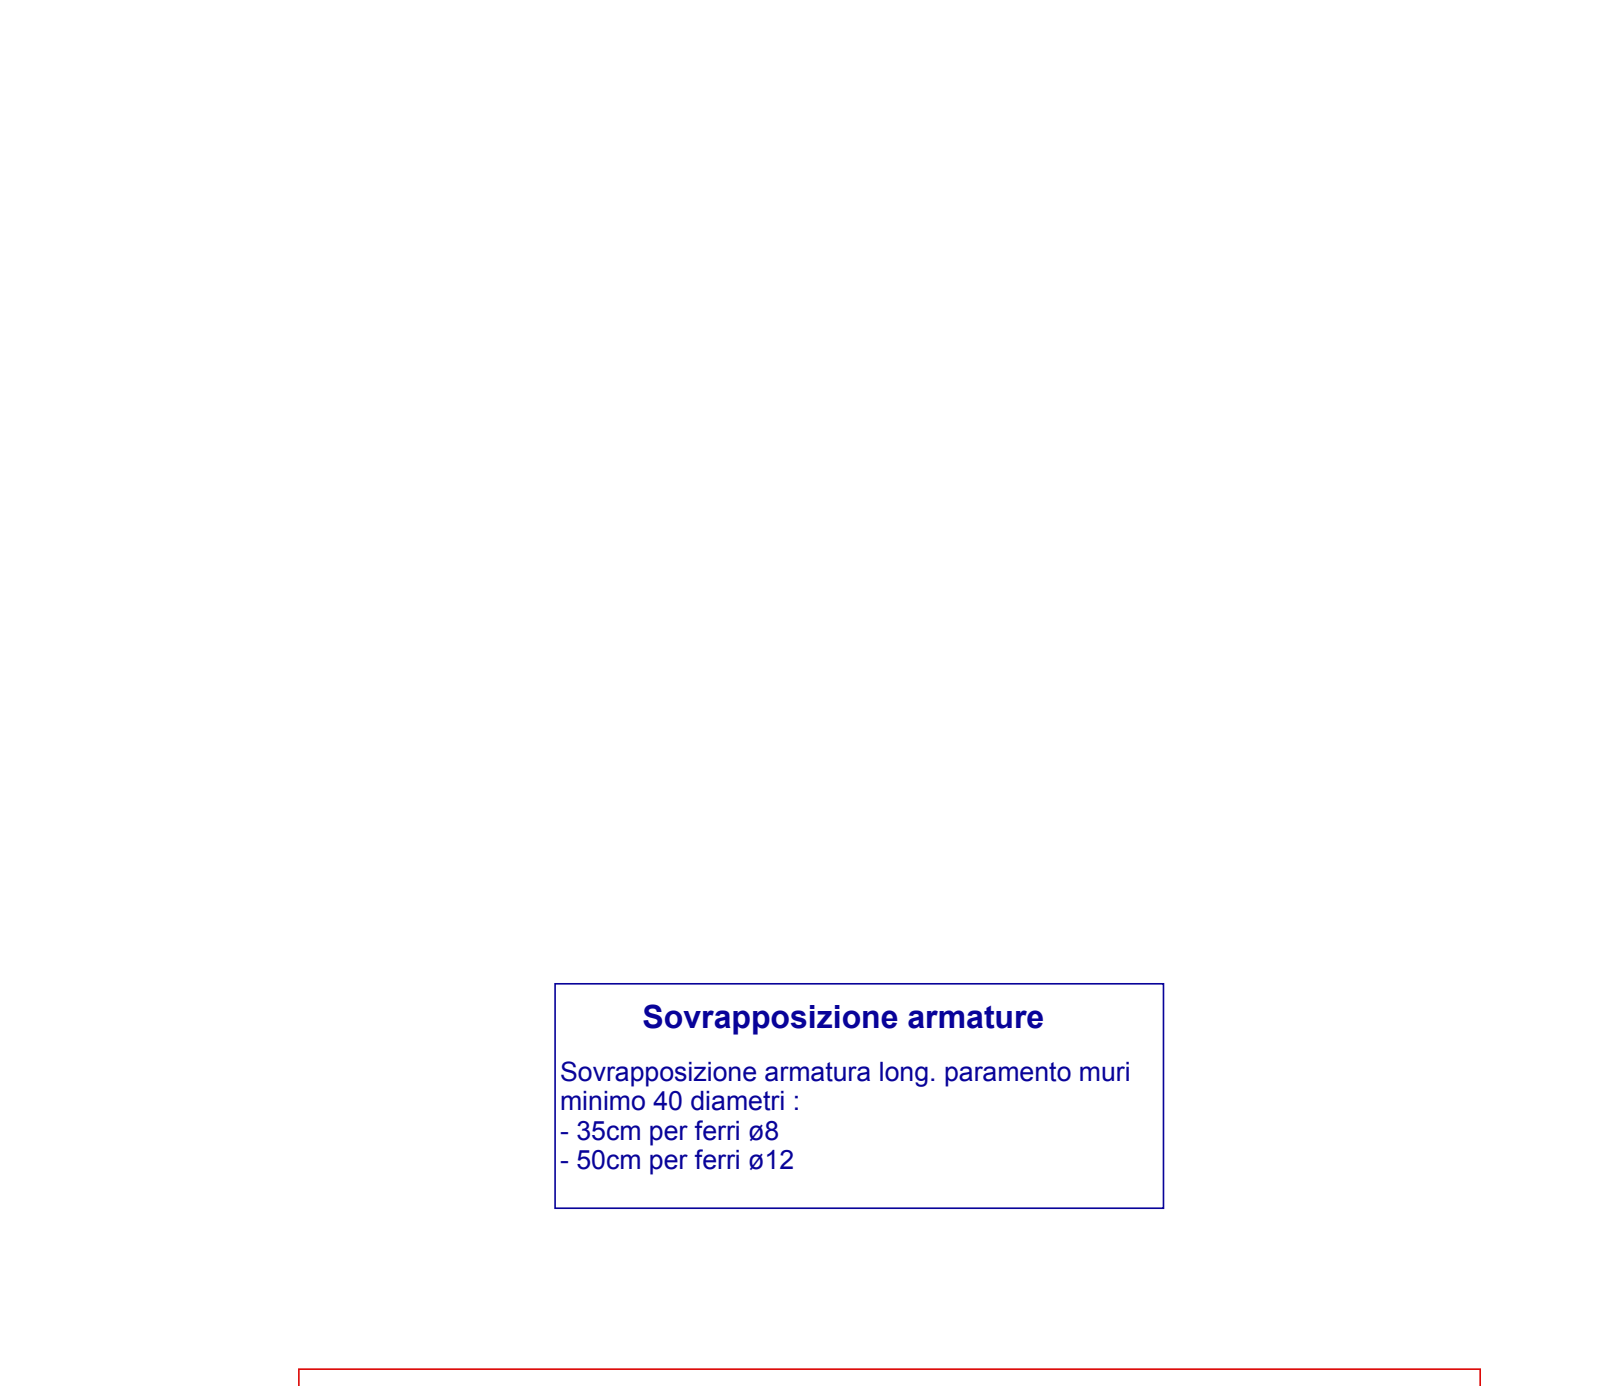 Sovrapposizione armature
Sovrapposizione armatura long. paramento muri
minimo 40 diametri :
- 35cm per ferri ø8
- 50cm per ferri ø12